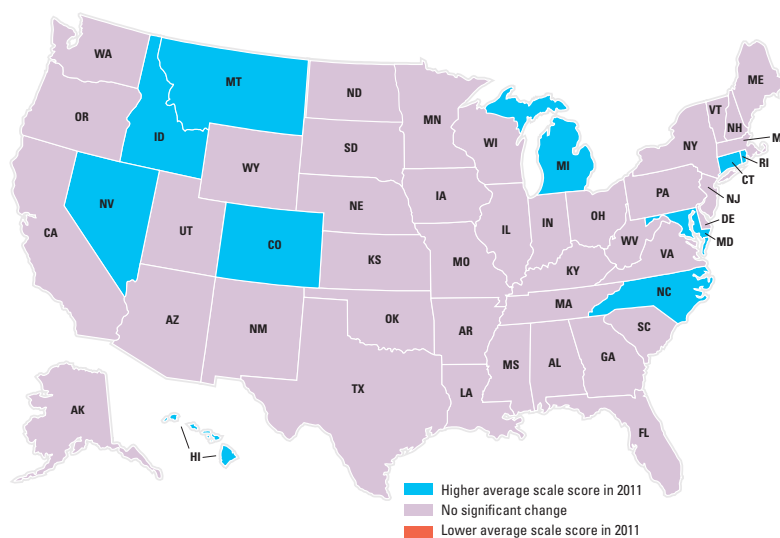 WA
MT
ND
ME
OR
MN
VT
ID
NH
M
SD
WI
NY
WY
MI
RI
CT
NV
IA
PA
NE
NJ
OH
IL
IN
DE
CA
UT
CO
WV
MD
KS
MO
VA
KY
NC
MA
AZ
OK
NM
AR
SC
MS
AL
GA
TX
LA
AK
FL
HI
Higher average scale score in 2011
No significant change
Lower average scale score in 2011